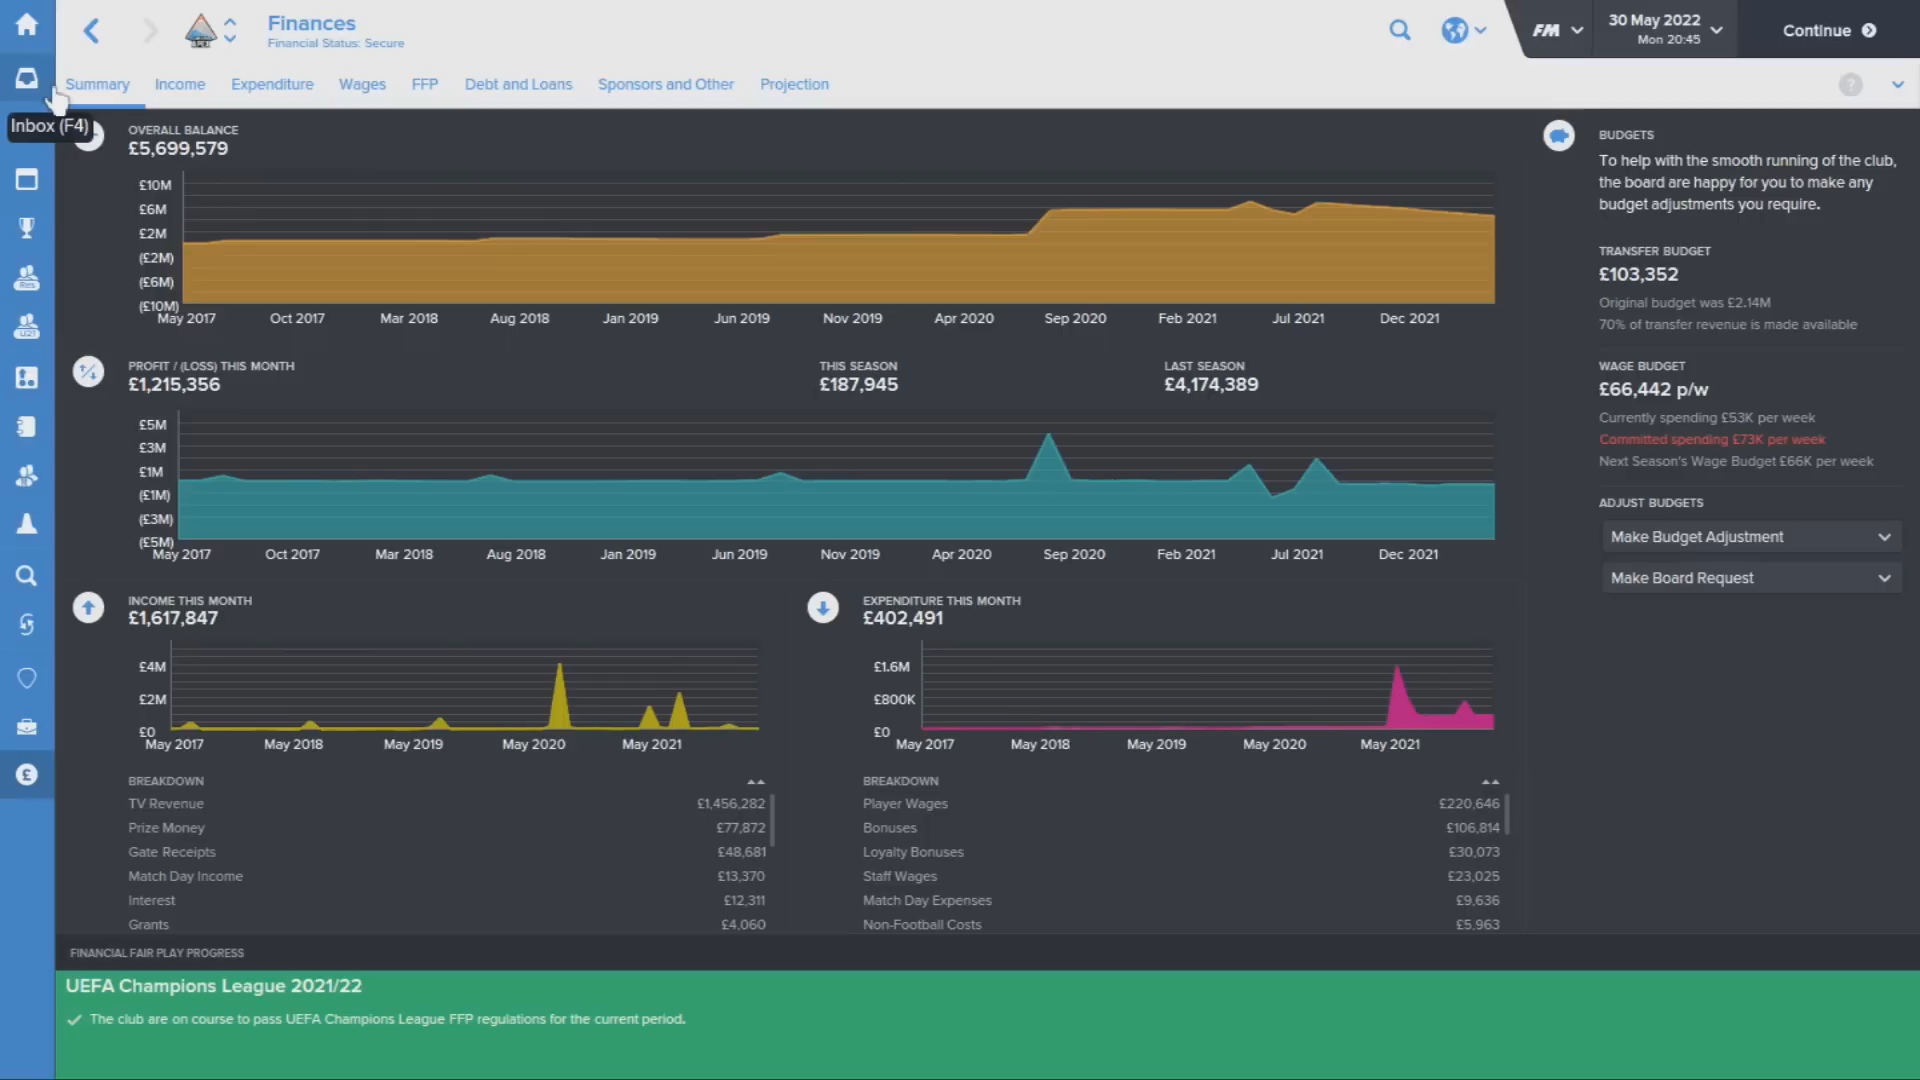 Finances
Financial Status: Secure
FM
30 May 2022
Mon 20:45
Continue
Summary
Income
Expenditure
Wages
FFP
Debt and Loans
Sponsors and Other
Projection
?
Inbox (F4)
OVERALL BALANCE
£5,699,579
£10M
£6M
£2M
(£2M)
(£6M)
(£10M)
May 2017
Oct 2017
Mar 2018
Aug 2018
Jan 2019
Jun 2019
Nov 2019
Apr 2020
Sep 2020
Feb 2021
Jul 2021
Dec 2021
PROFIT / (LOSS) THIS MONTH
£1,215,356
THIS SEASON
£187,945
LAST SEASON
£4,174,389
£5M
£3M
£1M
(£1M)
(£3M)
(£5M)
May 2017
Oct 2017
Mar 2018
Aug 2018
Jan 2019
Jun 2019
Nov 2019
Apr 2020
Sep 2020
Feb 2021
Jul 2021
Dec 2021
INCOME THIS MONTH
£1,617,847
£4M
£2M
£0
May 2017
May 2018
May 2019
May 2020
May 2021
BREAKDOWN
TV Revenue £1,456,282
Prize Money £77,872
Gate Receipts £48,681
Match Day Income £13,370
Interest £12,311
Grants £4,060
EXPENDITURE THIS MONTH
£402,491
£1.6M
£800K
£0
May 2017
May 2018
May 2019
May 2020
May 2021
BREAKDOWN
Player Wages £220,646
Bonuses £106,814
Loyalty Bonuses £30,073
Staff Wages £23,025
Match Day Expenses £9,636
Non-Football Costs £5,963
BUDGETS
To help with the smooth running of the club,
the board are happy for you to make any
budget adjustments you require.
TRANSFER BUDGET
£103,352
Original budget was £2.14M
70% of transfer revenue is made available
WAGE BUDGET
£66,442 p/w
Currently spending £53K per week
Committed spending £73K per week
Next Season's Wage Budget £66K per week
ADJUST BUDGETS
Make Budget Adjustment
Make Board Request
FINANCIAL FAIR PLAY PROGRESS
UEFA Champions League 2021/22
The club are on course to pass UEFA Champions League FFP regulations for the current period.